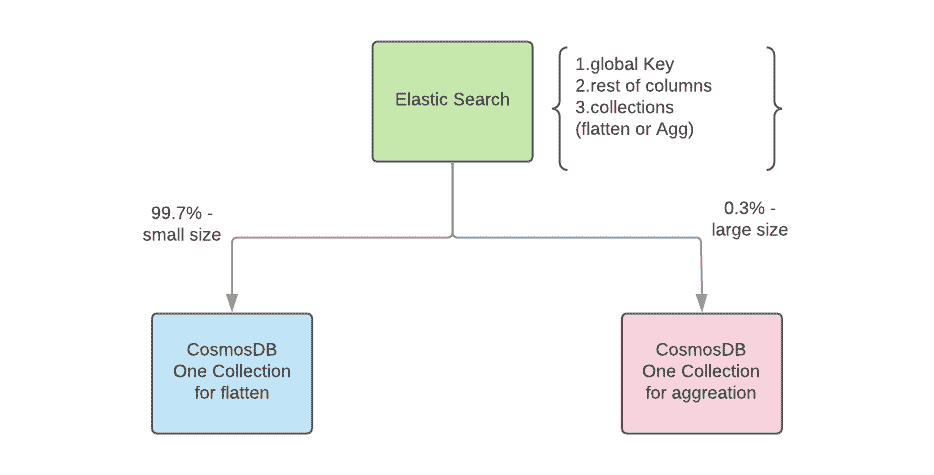 Elastic Search
1.global Key
2.rest of columns
3.collections
(flatten or Agg)
99.7% -
small size
0.3% -
large size
CosmosDB
One Collection
for flatten
CosmosDB
One Collection
for aggreation